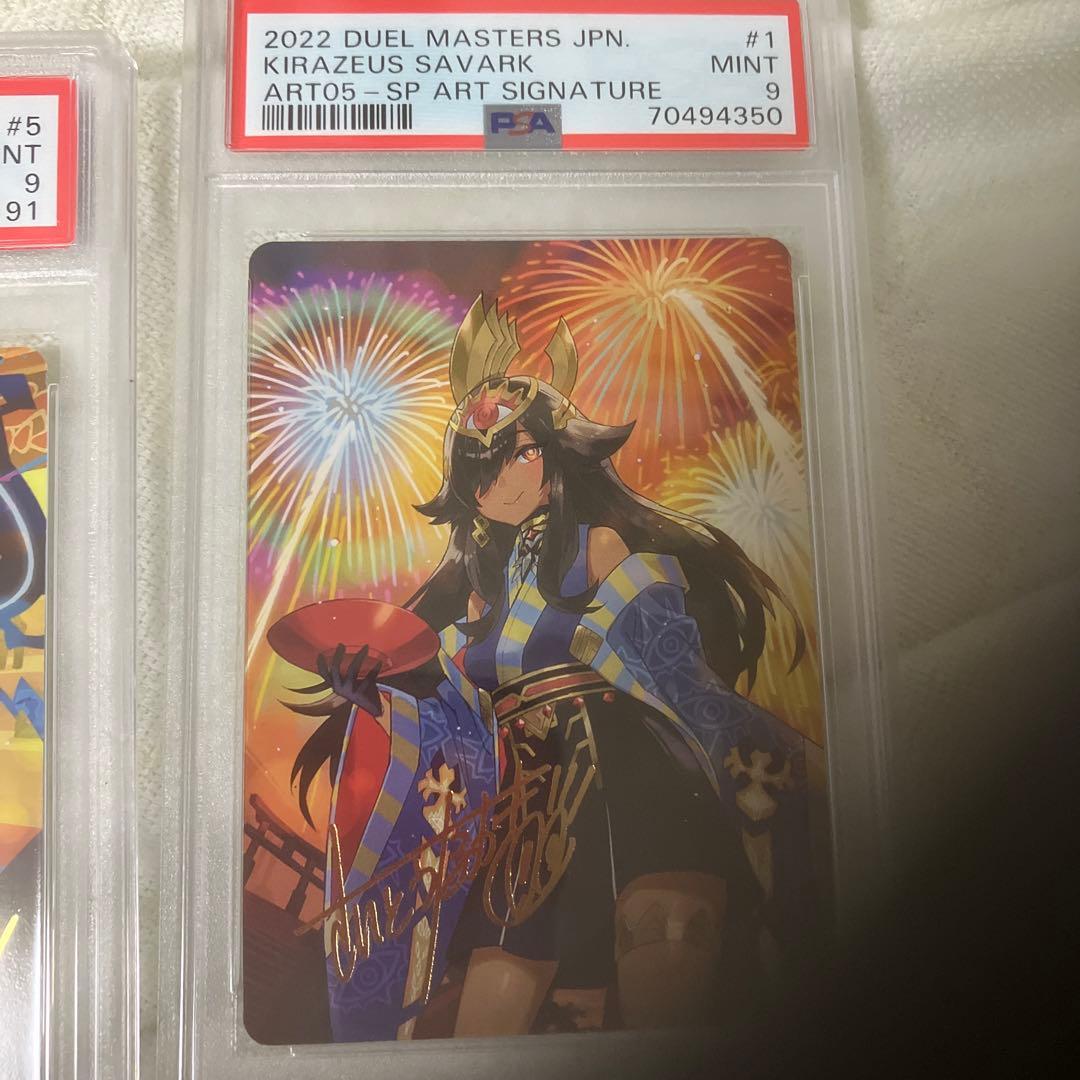 #5
NT
9
91
2022 DUEL MASTERS JPN. #1
KIRAZEUS SAVARK MINT
ART05 - SP ART SIGNATURE 9
PSA 70494350